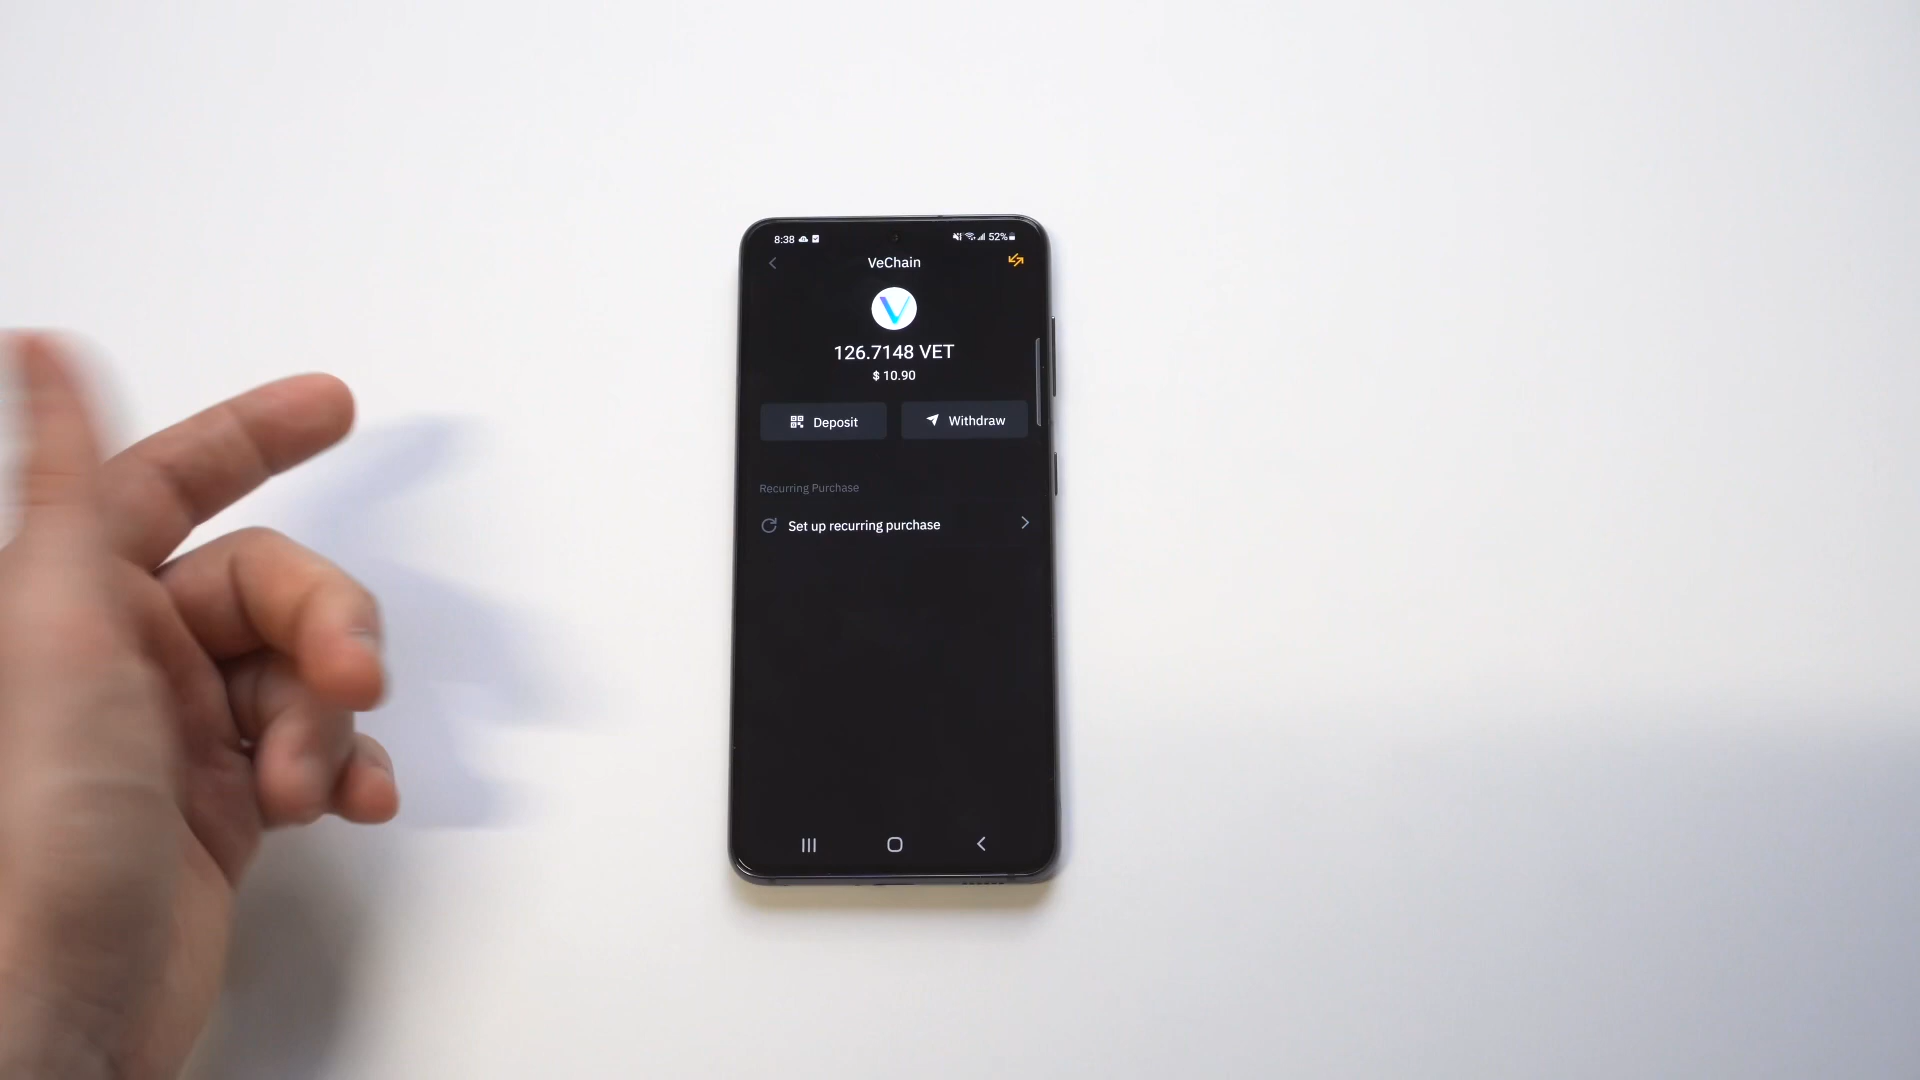 8:38 52%
VeChain
126.7148 VET
$ 10.90
Deposit Withdraw
Recurring Purchase
Set up recurring purchase